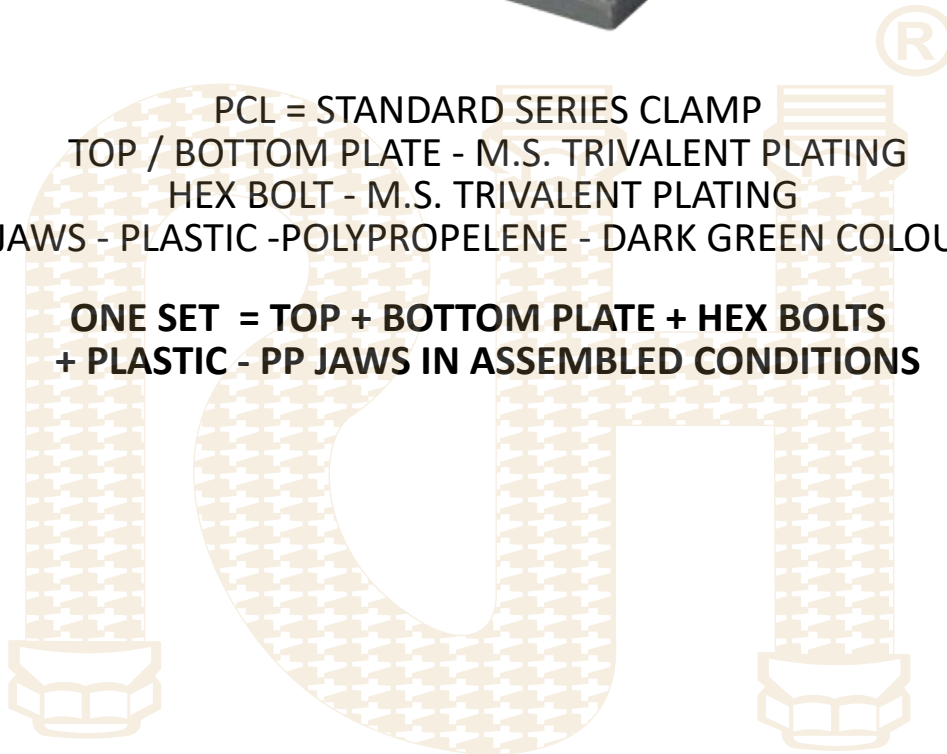 ®
PCL = STANDARD SERIES CLAMP
TOP / BOTTOM PLATE - M.S. TRIVALENT PLATING
HEX BOLT - M.S. TRIVALENT PLATING
JAWS - PLASTIC -POLYPROPELENE - DARK GREEN COLOU
ONE SET = TOP + BOTTOM PLATE + HEX BOLTS
+ PLASTIC - PP JAWS IN ASSEMBLED CONDITIONS